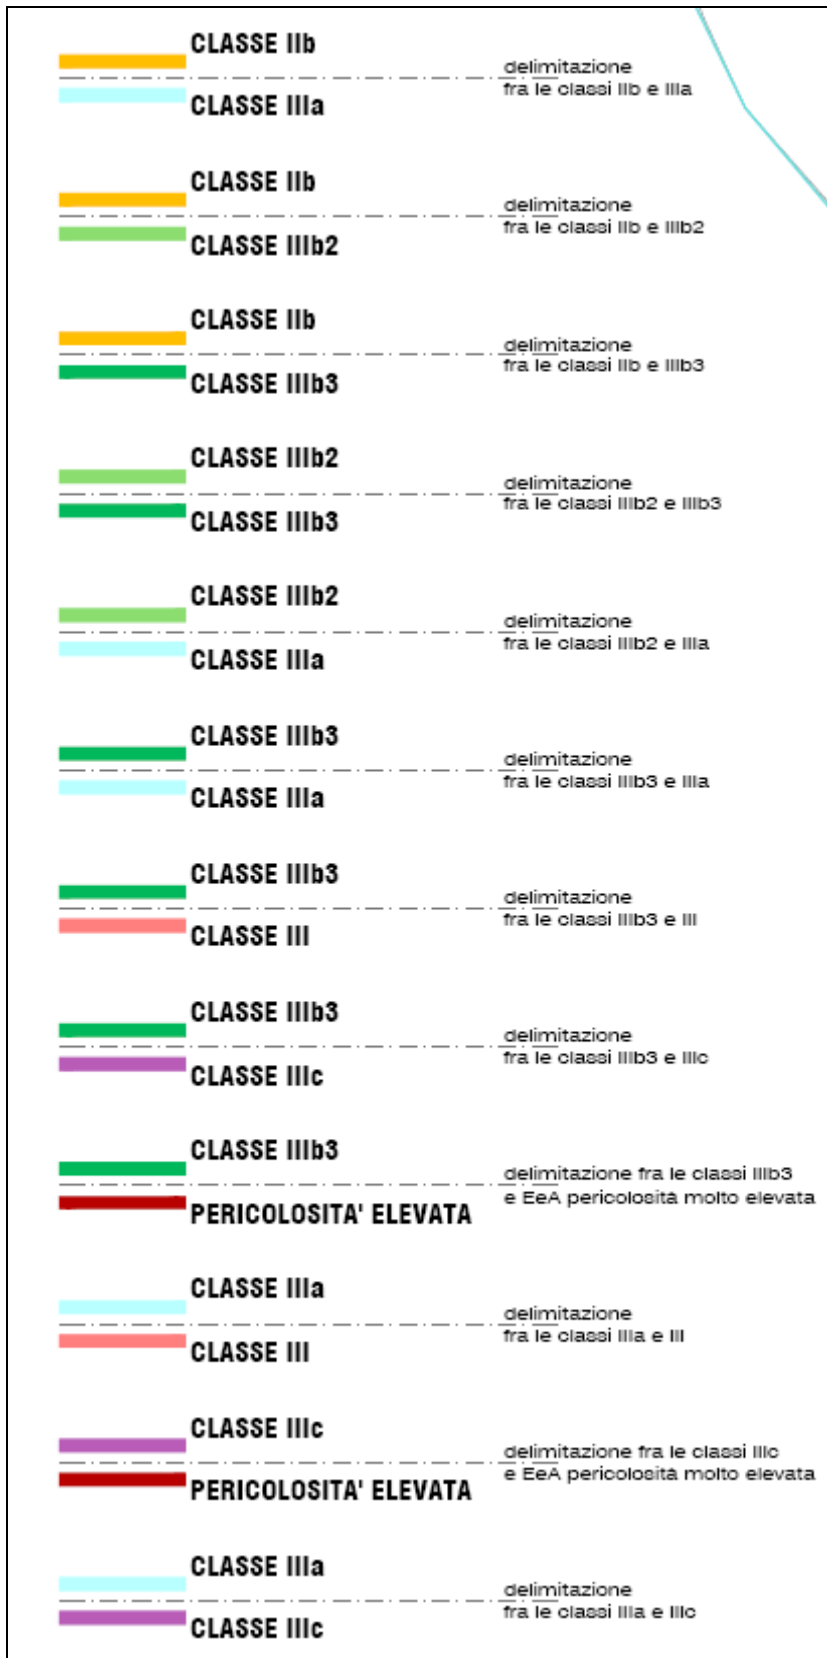 CLASSE IIb
delimitazione
fra le classi IIb e IIIa
CLASSE IIIa
CLASSE IIb
delimitazione
fra le classi IIb e IIIb2
CLASSE IIIb2
CLASSE IIb
delimitazione
fra le classi IIb e IIIb3
CLASSE IIIb3
CLASSE IIIb2
delimitazione
fra le classi IIIb2 e IIIb3
CLASSE IIIb3
CLASSE IIIb2
delimitazione
fra le classi IIIb2 e IIIa
CLASSE IIIa
CLASSE IIIb3
delimitazione
fra le classi IIIb3 e IIIa
CLASSE IIIa
CLASSE IIIb3
delimitazione
fra le classi IIIb3 e III
CLASSE III
CLASSE IIIb3
delimitazione
fra le classi IIIb3 e IIIc
CLASSE IIIc
CLASSE IIIb3
delimitazione fra le classi IIIb3
e EeA pericolosità molto elevata
PERICOLOSITA' ELEVATA
CLASSE IIIa
delimitazione
fra le classi IIIa e III
CLASSE III
CLASSE IIIc
delimitazione fra le classi IIIc
e EeA pericolosità molto elevata
PERICOLOSITA' ELEVATA
CLASSE IIIa
delimitazione
fra le classi IIIa e IIIc
CLASSE IIIc